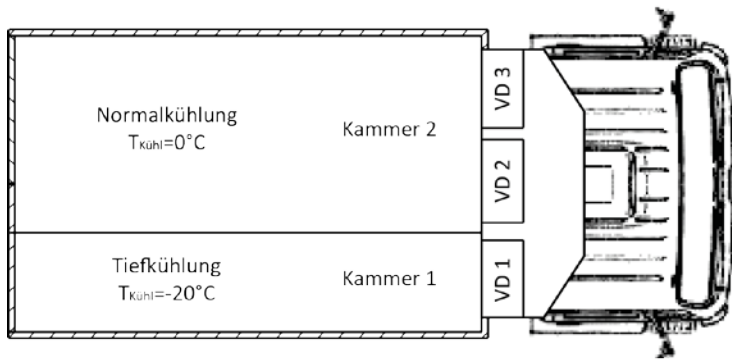 Normalkühlung
TKühl=0°C
Kammer 2
VD 3
VD 2
Tiefkühlung
TKühl=-20°C
Kammer 1
VD 1